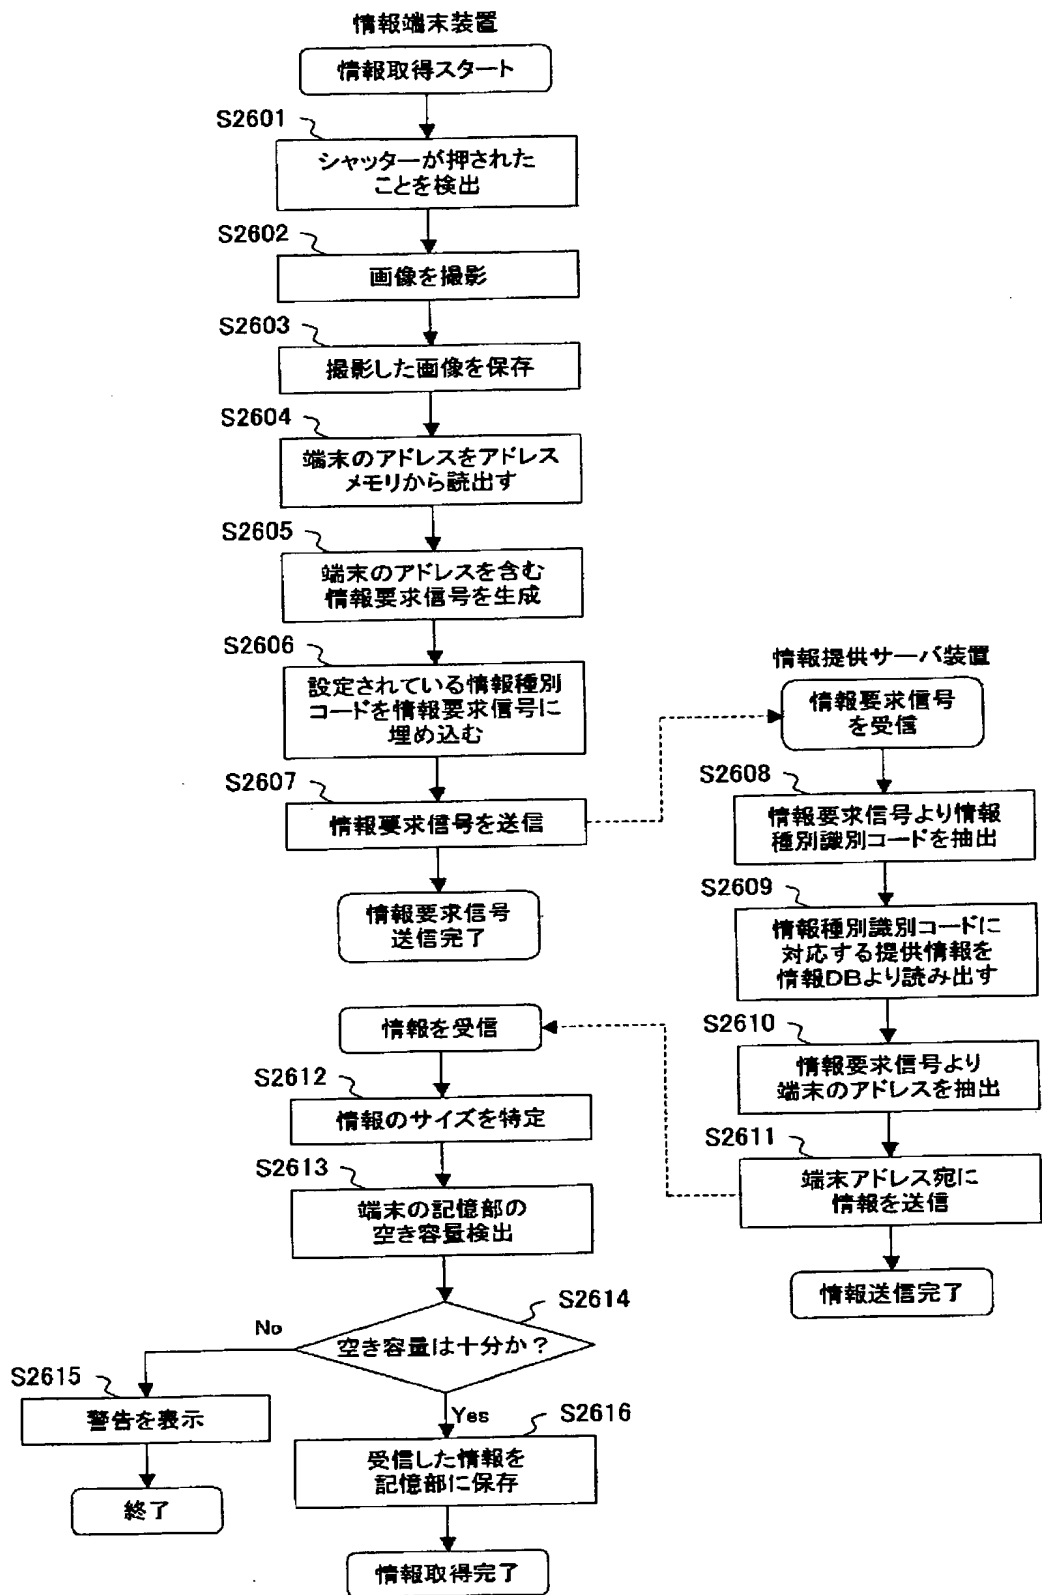 情報端末装置
情報取得スタート
S2601
シャッターが押された
ことを検出
S2602
画像を撮影
S2603
撮影した画像を保存
S2604
端末のアドレスをアドレス
メモリから読出す
S2605
端末のアドレスを含む
情報要求信号を生成
S2606
設定されている情報種別
コードを情報要求信号に
埋め込む
S2607
情報要求信号を送信
情報要求信号
送信完了
情報提供サーバ装置
情報要求信号
を受信
S2608
情報要求信号より情報
種別識別コードを抽出
S2609
情報種別識別コードに
対応する提供情報を
情報DBより読み出す
S2610
情報要求信号より
端末のアドレスを抽出
S2611
端末アドレス宛に
情報を送信
情報送信完了
情報を受信
S2612
情報のサイズを特定
S2613
端末の記憶部の
空き容量検出
S2614
空き容量は十分か?
No
S2615
警告を表示
終了
Yes
S2616
受信した情報を
記憶部に保存
情報取得完了